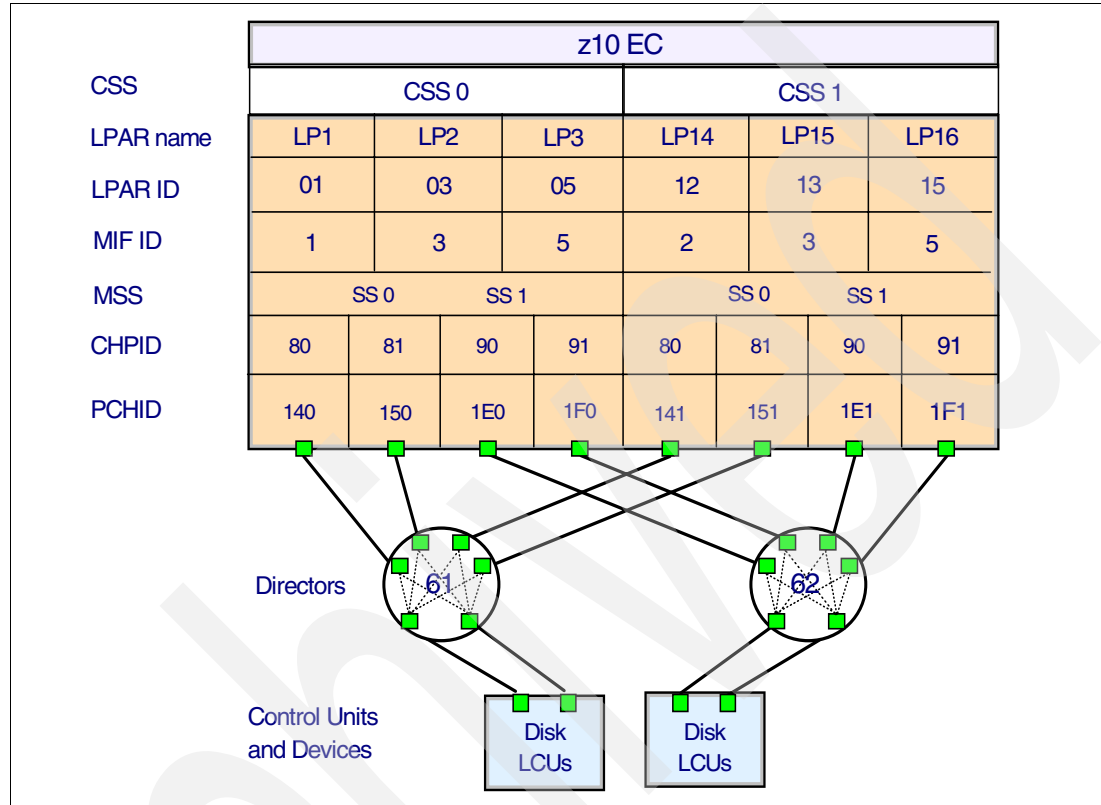 z10 EC
CSS CSS 0 CSS 1
LPAR name LP1 LP2 LP3 LP14 LP15 LP16
LPAR ID 01 03 05 12 13 15
MIF ID 1 3 5 2 3 5
MSS SS 0 SS 1 SS 0 SS 1
CHPID 80 81 90 91 80 81 90 91
PCHID 140 150 1E0 1F0 141 151 1E1 1F1
Directors 61 62
Control Units
and Devices
Disk
LCUs
Disk
LCUs